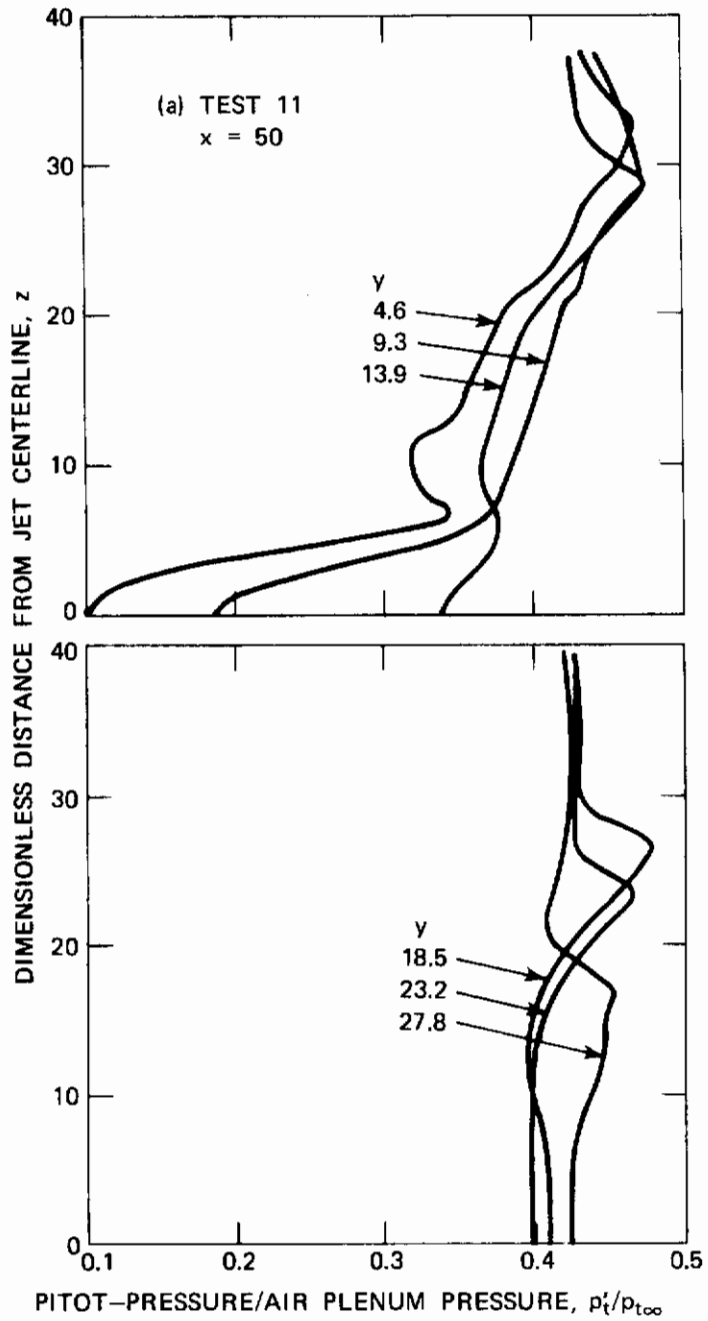 40
(a) TEST 11
x = 50
30
y
4.6
20
9.3
13.9
10
0
DIMENSIONLESS DISTANCE FROM JET CENTERLINE, z
40
30
y
20
18.5
23.2
27.8
10
0
0.1 0.2 0.3 0.4 0.5
PITOT-PRESSURE/AIR PLENUM PRESSURE, p't/pt∞